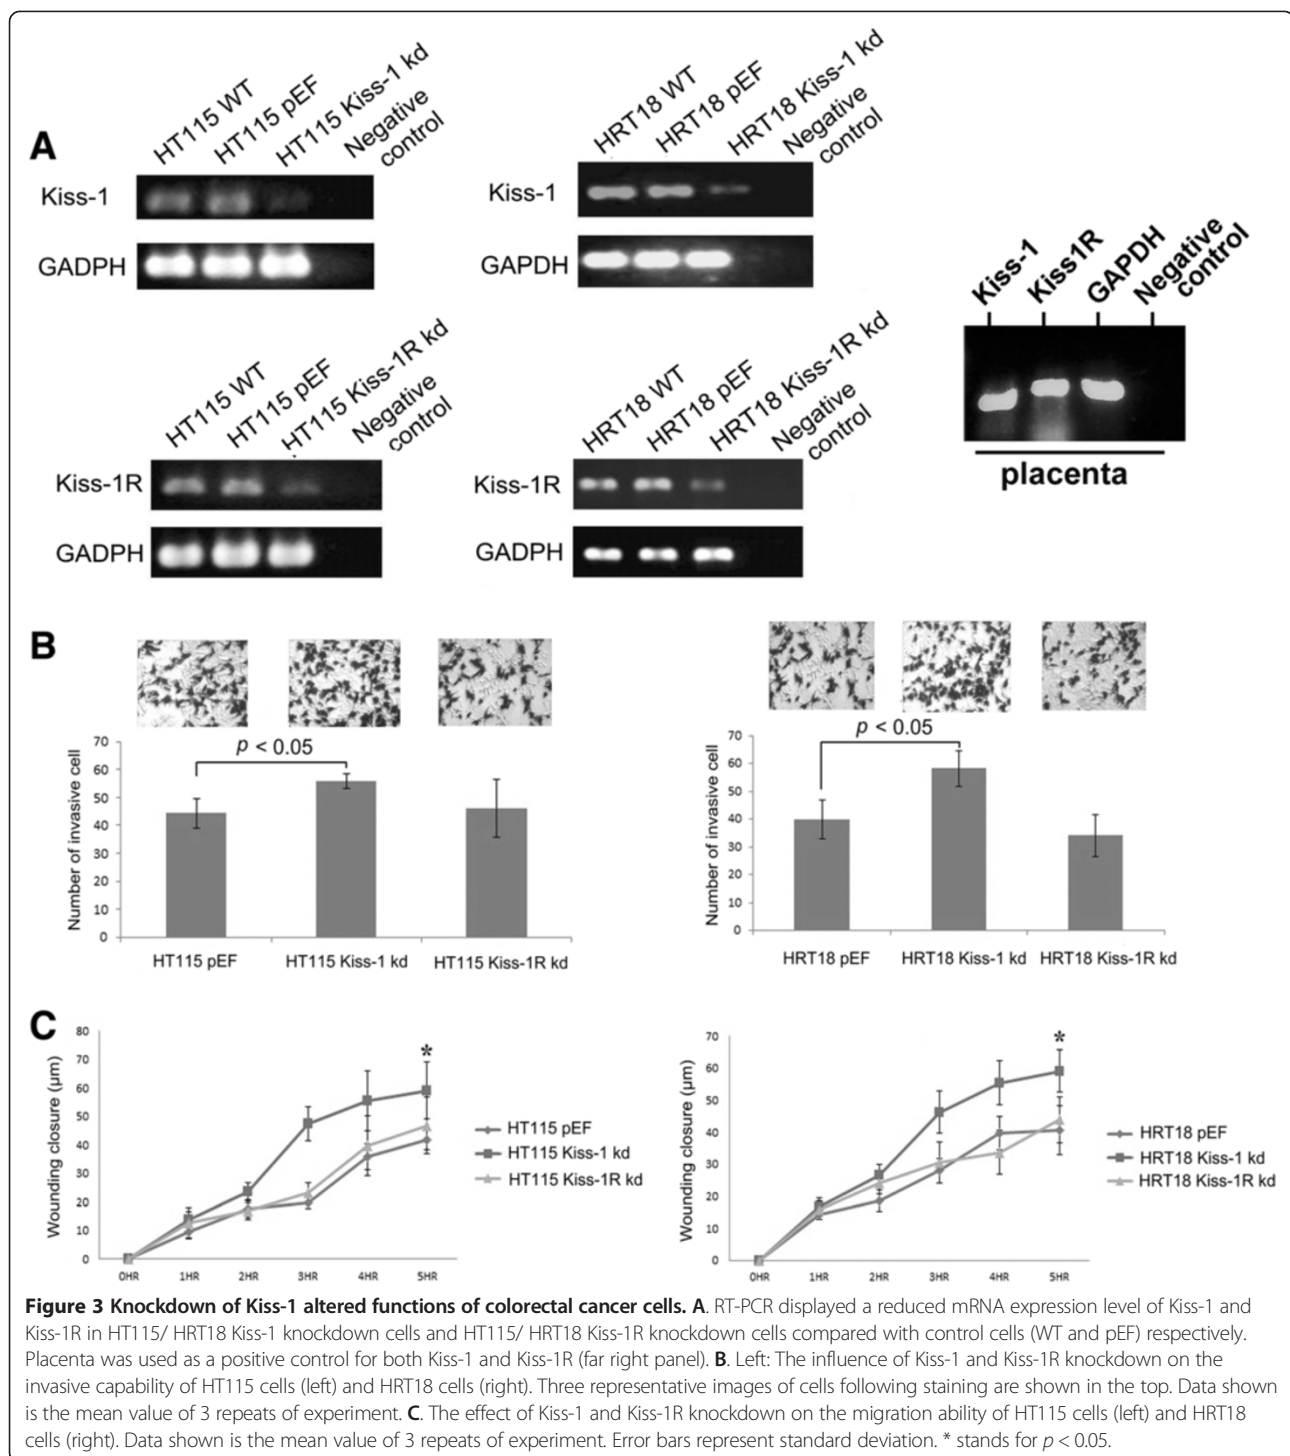 A
HT115 WT
HT115 pEF
HT115 Kiss-1 kd
Negative
control
Kiss-1
GADPH
HRT18 WT
HRT18 pEF
HRT18 Kiss-1 kd
Negative
control
Kiss-1
GAPDH
HT115 WT
HT115 pEF
HT115 Kiss-1R kd
Negative
control
Kiss-1R
GADPH
HRT18 WT
HRT18 pEF
HRT18 Kiss-1R kd
Negative
control
Kiss-1R
GADPH
Kiss-1
Kiss1R
GAPDH
Negative
control
placenta
B
Number of invasive cell
70
60
50
40
30
20
10
0
p < 0.05
HT115 pEF
HT115 Kiss-1 kd
HT115 Kiss-1R kd
Number of invasive cell
70
60
50
40
30
20
10
0
p < 0.05
HRT18 pEF
HRT18 Kiss-1 kd
HRT18 Kiss-1R kd
C
Wounding closure (μm)
80
70
60
50
40
30
20
10
0
*
0HR
1HR
2HR
3HR
4HR
5HR
HT115 pEF
HT115 Kiss-1 kd
HT115 Kiss-1R kd
Wounding closure (μm)
70
60
50
40
30
20
10
0
*
0HR
1HR
2HR
3HR
4HR
5HR
HRT18 pEF
HRT18 Kiss-1 kd
HRT18 Kiss-1R kd
Figure 3 Knockdown of Kiss-1 altered functions of colorectal cancer cells. A. RT-PCR displayed a reduced mRNA expression level of Kiss-1 and
Kiss-1R in HT115/ HRT18 Kiss-1 knockdown cells and HT115/ HRT18 Kiss-1R knockdown cells compared with control cells (WT and pEF) respectively.
Placenta was used as a positive control for both Kiss-1 and Kiss-1R (far right panel). B. Left: The influence of Kiss-1 and Kiss-1R knockdown on the
invasive capability of HT115 cells (left) and HRT18 cells (right). Three representative images of cells following staining are shown in the top. Data shown
is the mean value of 3 repeats of experiment. C. The effect of Kiss-1 and Kiss-1R knockdown on the migration ability of HT115 cells (left) and HRT18
cells (right). Data shown is the mean value of 3 repeats of experiment. Error bars represent standard deviation. * stands for p < 0.05.